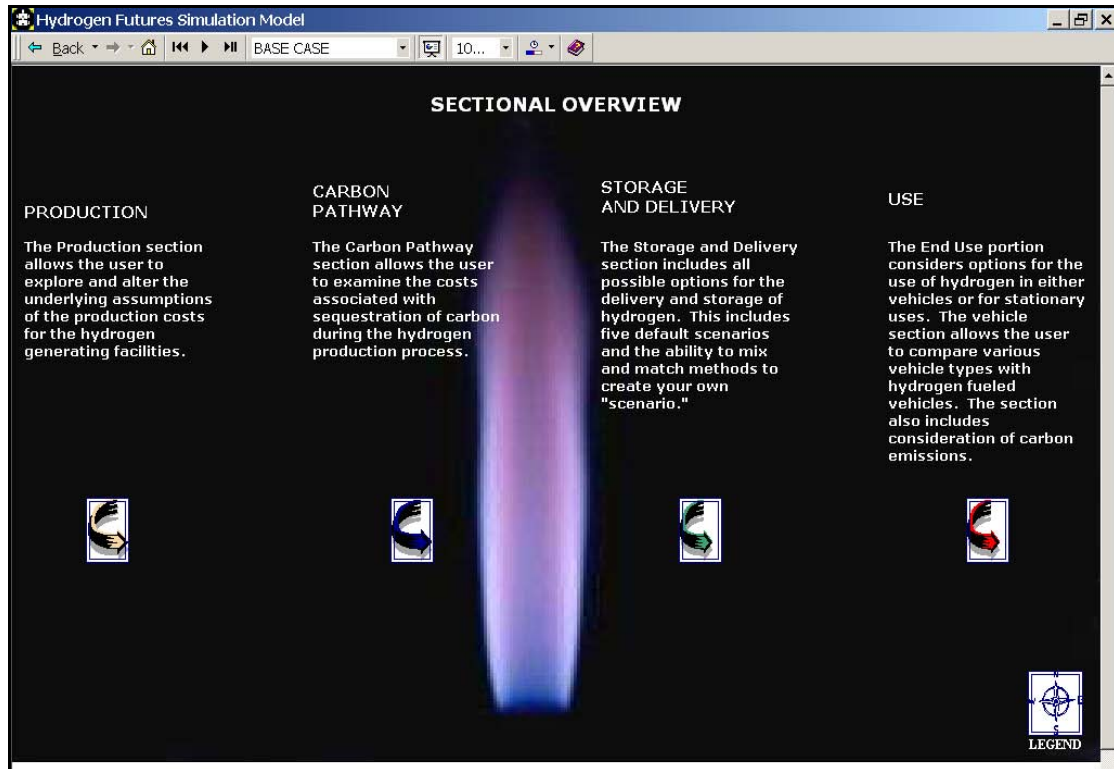 Hydrogen Futures Simulation Model
Back
BASE CASE
10...
SECTIONAL OVERVIEW
PRODUCTION
The Production section
allows the user to
explore and alter the
underlying assumptions
of the production costs
for the hydrogen
generating facilities.
CARBON
PATHWAY
The Carbon Pathway
section allows the user
to examine the costs
associated with
sequestration of carbon
during the hydrogen
production process.
STORAGE
AND DELIVERY
The Storage and Delivery
section includes all
possible options for the
delivery and storage of
hydrogen. This includes
five default scenarios
and the ability to mix
and match methods to
create your own
"scenario."
USE
The End Use portion
considers options for the
use of hydrogen in either
vehicles or for stationary
uses. The vehicle
section allows the user
to compare various
vehicle types with
hydrogen fueled
vehicles. The section
also includes
consideration of carbon
emissions.
N
W E
S
LEGEND